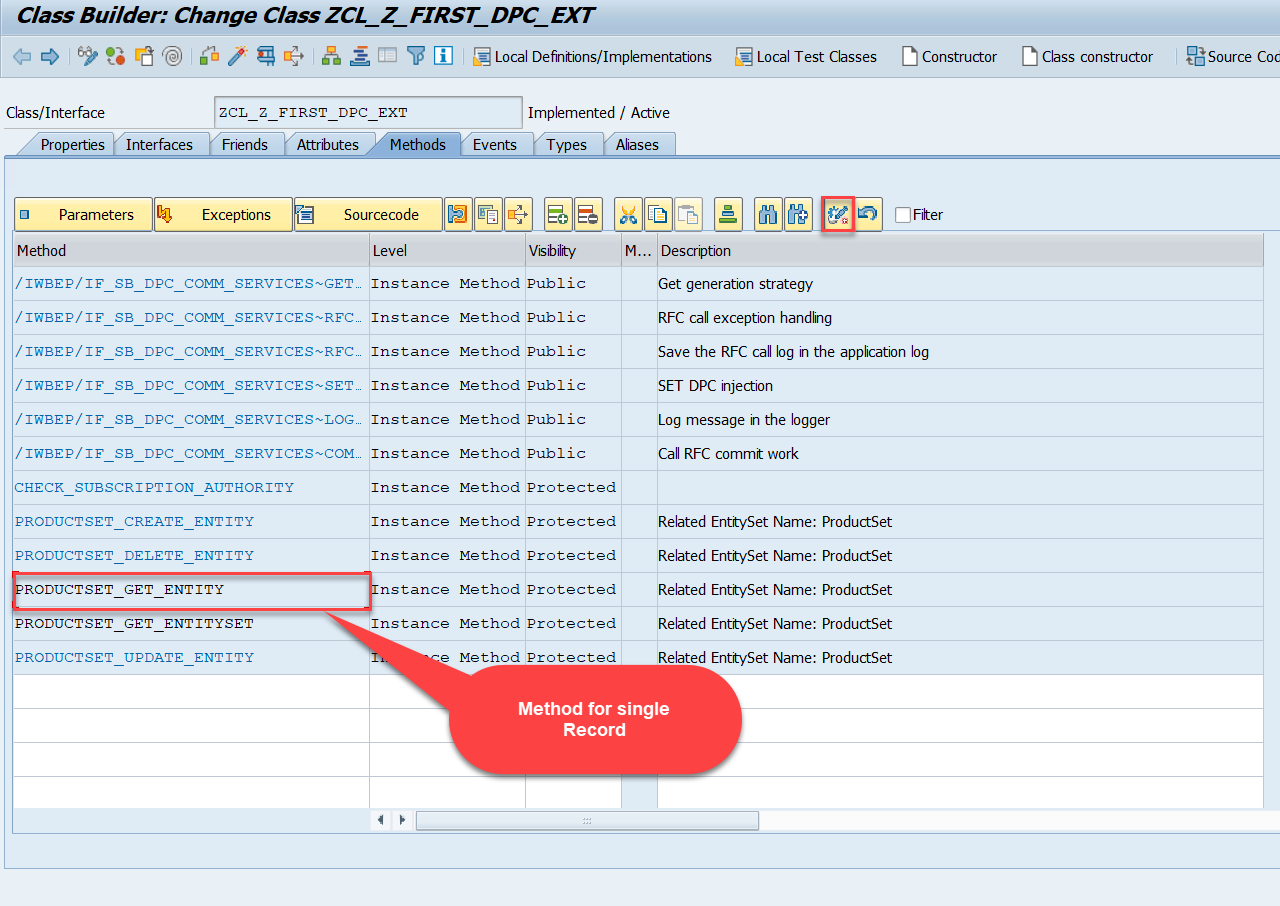 Class Builder: Change Class ZCL_Z_FIRST_DPC_EXT
Local Definitions/Implementations Local Test Classes Constructor Class constructor Source Cod
Class/Interface ZCL_Z_FIRST_DPC_EXT Implemented / Active
Properties Interfaces Friends Attributes Methods Events Types Aliases
Parameters Exceptions Sourcecode Filter
Method Level Visibility M... Description
/IWBEP/IF_SB_DPC_COMM_SERVICES~GET… Instance Method Public Get generation strategy
/IWBEP/IF_SB_DPC_COMM_SERVICES~RFC… Instance Method Public RFC call exception handling
/IWBEP/IF_SB_DPC_COMM_SERVICES~RFC… Instance Method Public Save the RFC call log in the application log
/IWBEP/IF_SB_DPC_COMM_SERVICES~SET… Instance Method Public SET DPC injection
/IWBEP/IF_SB_DPC_COMM_SERVICES~LOG… Instance Method Public Log message in the logger
/IWBEP/IF_SB_DPC_COMM_SERVICES~COM… Instance Method Public Call RFC commit work
CHECK_SUBSCRIPTION_AUTHORITY Instance Method Protected
PRODUCTSET_CREATE_ENTITY Instance Method Protected Related EntitySet Name: ProductSet
PRODUCTSET_DELETE_ENTITY Instance Method Protected Related EntitySet Name: ProductSet
PRODUCTSET_GET_ENTITY Instance Method Protected Related EntitySet Name: ProductSet
PRODUCTSET_GET_ENTITYSET Instance Method Protected Related EntitySet Name: ProductSet
PRODUCTSET_UPDATE_ENTITY Instance Method Protected Related EntitySet Name: ProductSet
Method for single
Record